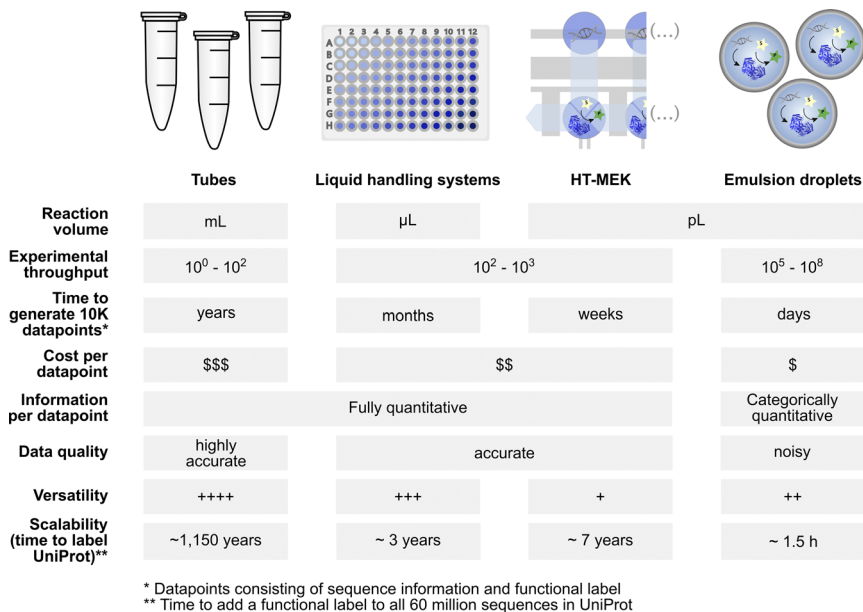 1 2 3 4 5 6 7 8 9 10 11 12
A
B
C
D
E
F
G
H
(...)
(...)
Tubes Liquid handling systems HT-MEK Emulsion droplets
Reaction
volume
mL µL pL
Experimental
throughput
10⁰ - 10² 10² - 10³ 10⁵ - 10⁸
Time to
generate 10K
datapoints*
years months weeks days
Cost per
datapoint
$$$ $$ $
Information
per datapoint
Fully quantitative
Categorically
quantitative
Data quality
highly
accurate
accurate noisy
Versatility ++++ +++ + ++
Scalability
(time to label
UniProt)**
~1,150 years ~ 3 years ~ 7 years ~ 1.5 h
* Datapoints consisting of sequence information and functional label
** Time to add a functional label to all 60 million sequences in UniProt